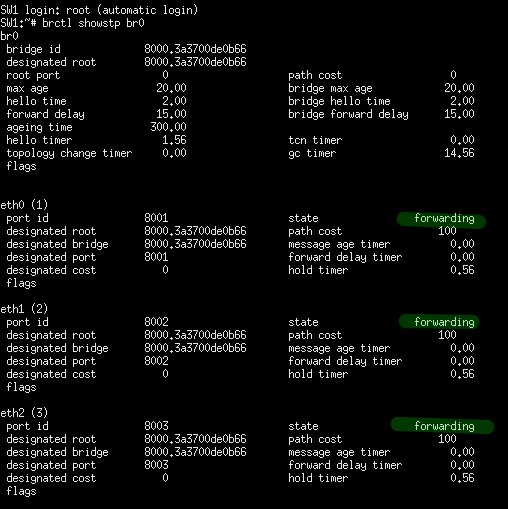 SW1 login: root (automatic login)
SW1:~# brctl showstp br0
br0
bridge id 8000.3a3700de0b66
designated root 8000.3a3700de0b66
root port 0 path cost 0
max age 20.00 bridge max age 20.00
hello time 2.00 bridge hello time 2.00
forward delay 15.00 bridge forward delay 15.00
ageing time 300.00
hello timer 1.56 tcn timer 0.00
topology change timer 0.00 gc timer 14.56
flags
eth0 (1)
port id 8001 state forwarding
designated root 8000.3a3700de0b66 path cost 100
designated bridge 8000.3a3700de0b66 message age timer 0.00
designated port 8001 forward delay timer 0.00
designated cost 0 hold timer 0.56
eth1 (2)
port id 8002 state forwarding
designated root 8000.3a3700de0b66 path cost 100
designated bridge 8000.3a3700de0b66 message age timer 0.00
designated port 8002 forward delay timer 0.00
designated cost 0 hold timer 0.56
flags
eth2 (3)
port id 8003 state forwarding
designated root 8000.3a3700de0b66 path cost 100
designated bridge 8000.3a3700de0b66 message age timer 0.00
designated port 8003 forward delay timer 0.00
designated cost 0 hold timer 0.56
flags